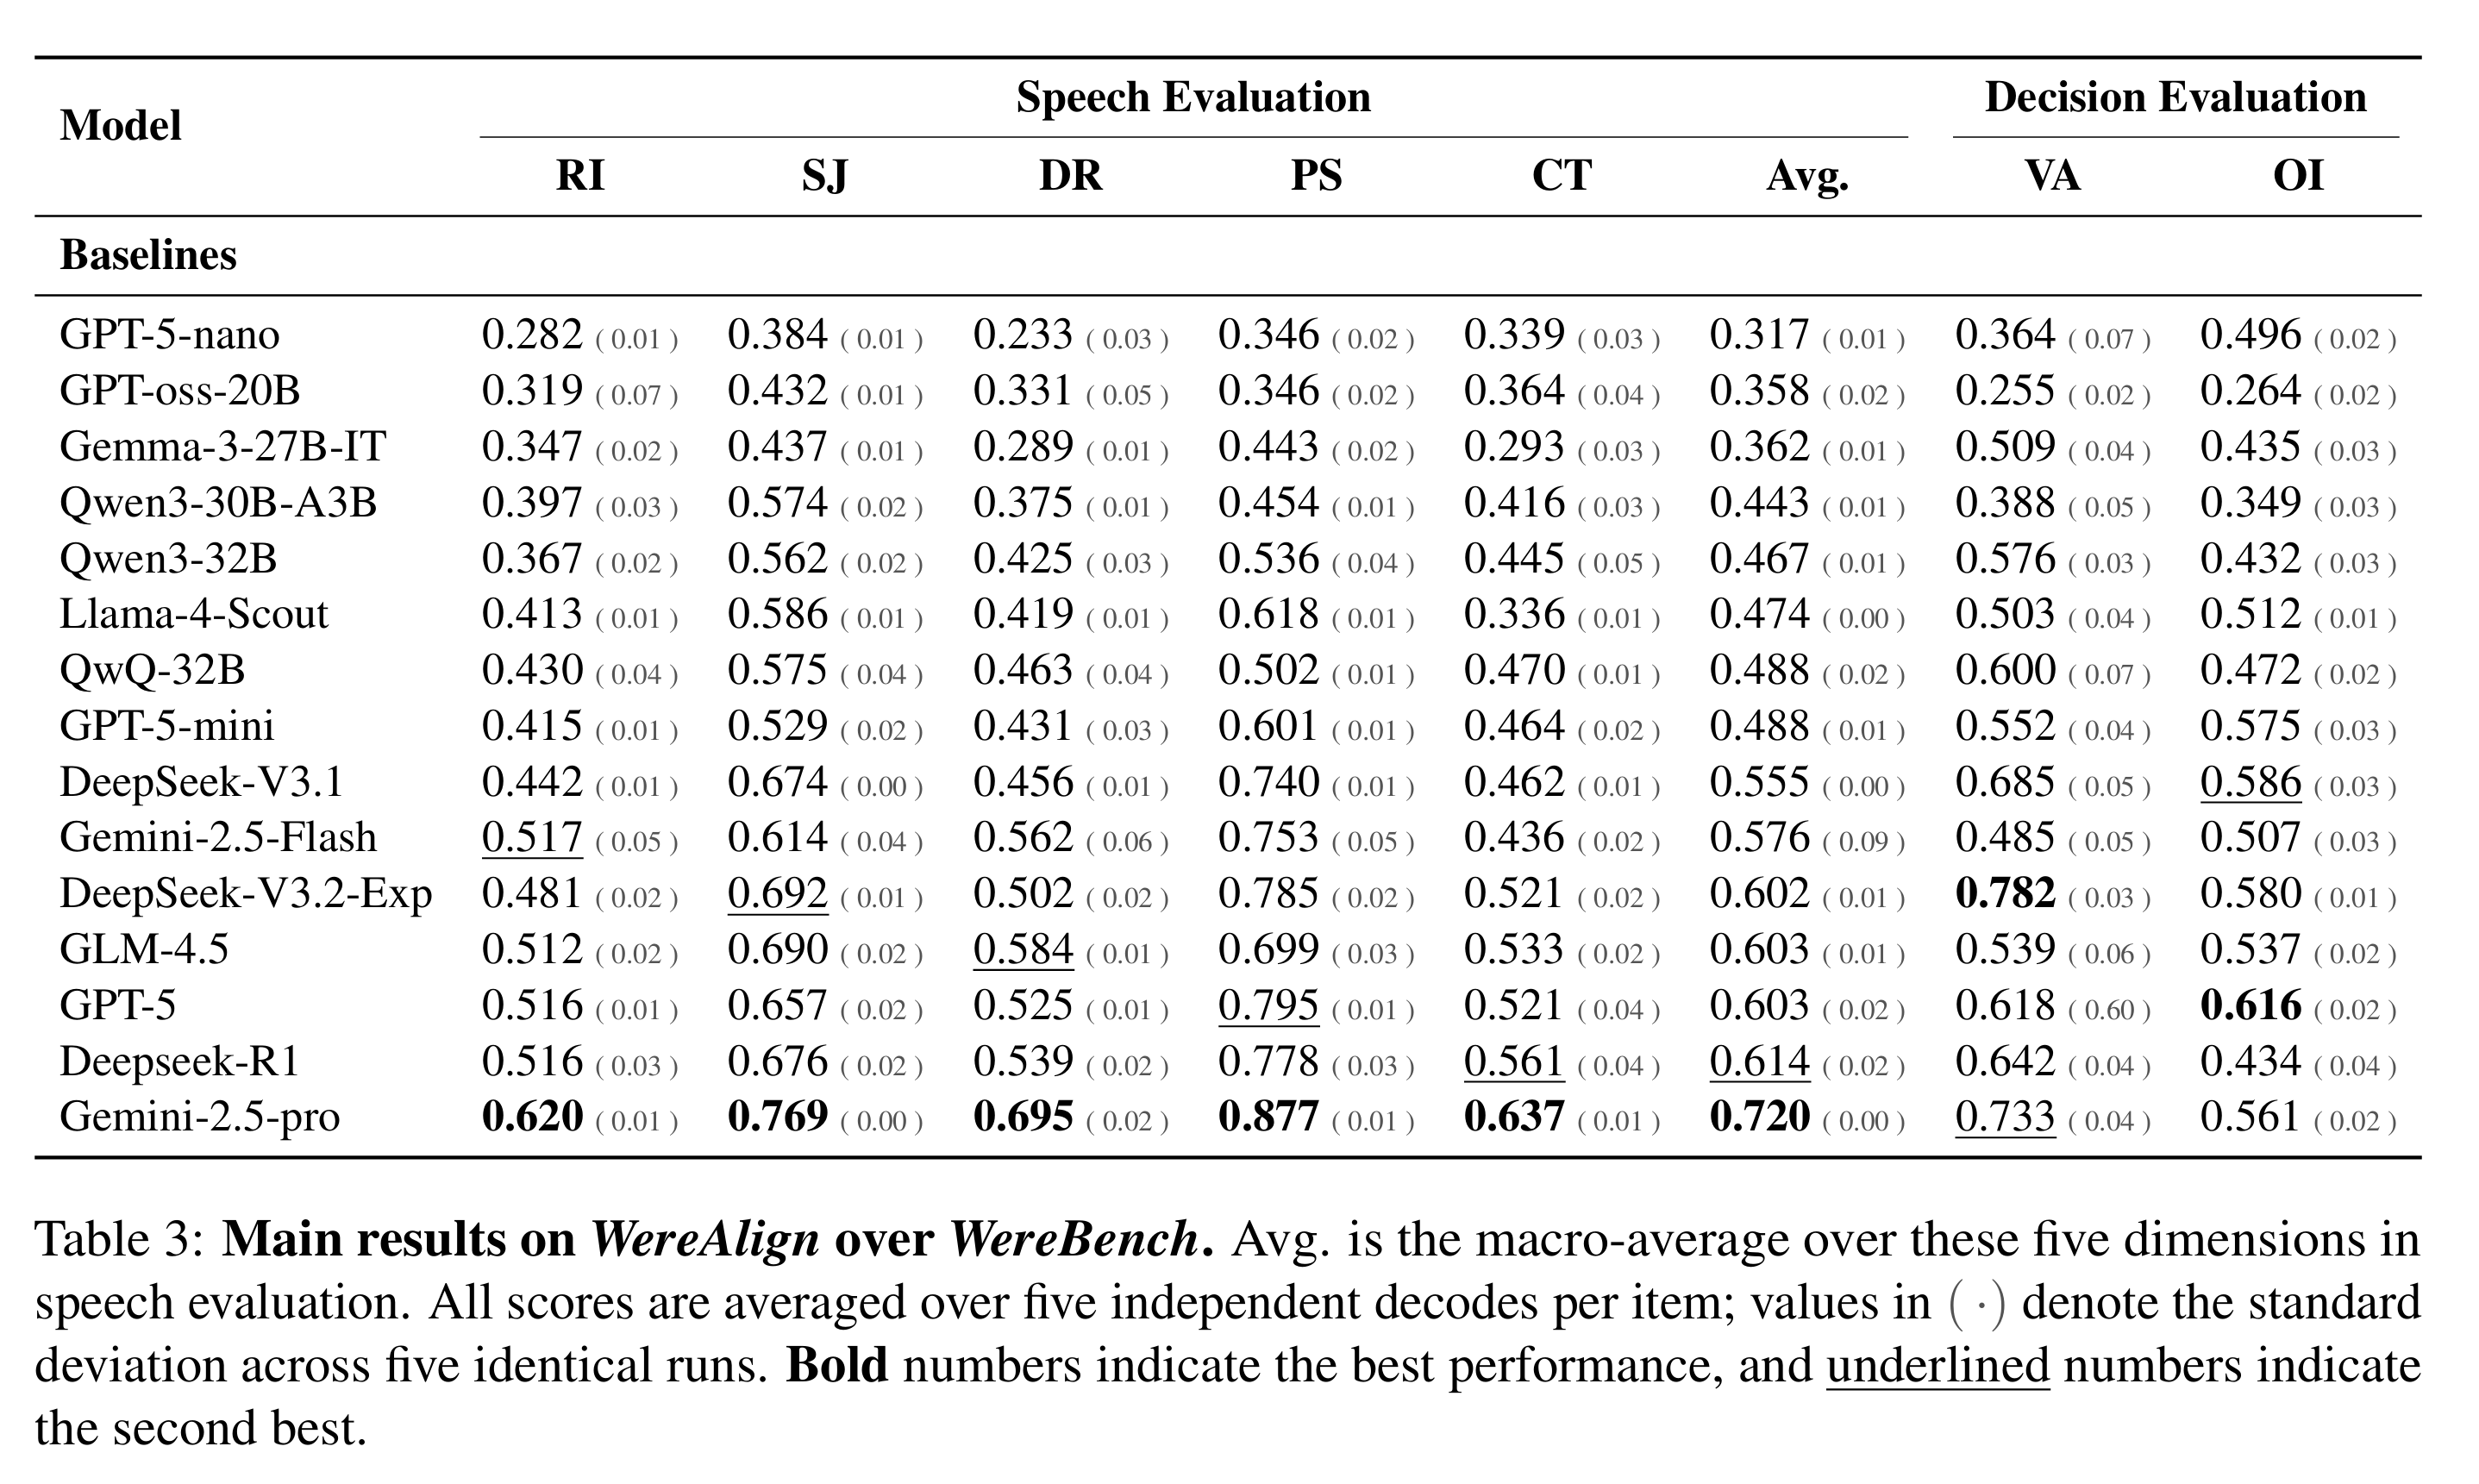 Model Speech Evaluation Decision Evaluation
RI SJ DR PS CT Avg. VA OI
Baselines
GPT-5-nano 0.282 ( 0.01 ) 0.384 ( 0.01 ) 0.233 ( 0.03 ) 0.346 ( 0.02 ) 0.339 ( 0.03 ) 0.317 ( 0.01 ) 0.364 ( 0.07 ) 0.496 ( 0.02 )
GPT-oss-20B 0.319 ( 0.07 ) 0.432 ( 0.01 ) 0.331 ( 0.05 ) 0.346 ( 0.02 ) 0.364 ( 0.04 ) 0.358 ( 0.02 ) 0.255 ( 0.02 ) 0.264 ( 0.02 )
Gemma-3-27B-IT 0.347 ( 0.02 ) 0.437 ( 0.01 ) 0.289 ( 0.01 ) 0.443 ( 0.02 ) 0.293 ( 0.03 ) 0.362 ( 0.01 ) 0.509 ( 0.04 ) 0.435 ( 0.03 )
Qwen3-30B-A3B 0.397 ( 0.03 ) 0.574 ( 0.02 ) 0.375 ( 0.01 ) 0.454 ( 0.01 ) 0.416 ( 0.03 ) 0.443 ( 0.01 ) 0.388 ( 0.05 ) 0.349 ( 0.03 )
Qwen3-32B 0.367 ( 0.02 ) 0.562 ( 0.02 ) 0.425 ( 0.03 ) 0.536 ( 0.04 ) 0.445 ( 0.05 ) 0.467 ( 0.01 ) 0.576 ( 0.03 ) 0.432 ( 0.03 )
Llama-4-Scout 0.413 ( 0.01 ) 0.586 ( 0.01 ) 0.419 ( 0.01 ) 0.618 ( 0.01 ) 0.336 ( 0.01 ) 0.474 ( 0.00 ) 0.503 ( 0.04 ) 0.512 ( 0.01 )
QwQ-32B 0.430 ( 0.04 ) 0.575 ( 0.04 ) 0.463 ( 0.04 ) 0.502 ( 0.01 ) 0.470 ( 0.01 ) 0.488 ( 0.02 ) 0.600 ( 0.07 ) 0.472 ( 0.02 )
GPT-5-mini 0.415 ( 0.01 ) 0.529 ( 0.02 ) 0.431 ( 0.03 ) 0.601 ( 0.01 ) 0.464 ( 0.02 ) 0.488 ( 0.01 ) 0.552 ( 0.04 ) 0.575 ( 0.03 )
DeepSeek-V3.1 0.442 ( 0.01 ) 0.674 ( 0.00 ) 0.456 ( 0.01 ) 0.740 ( 0.01 ) 0.462 ( 0.01 ) 0.555 ( 0.00 ) 0.685 ( 0.05 ) 0.586 ( 0.03 )
Gemini-2.5-Flash 0.517 ( 0.05 ) 0.614 ( 0.04 ) 0.562 ( 0.06 ) 0.753 ( 0.05 ) 0.436 ( 0.02 ) 0.576 ( 0.09 ) 0.485 ( 0.05 ) 0.507 ( 0.03 )
DeepSeek-V3.2-Exp 0.481 ( 0.02 ) 0.692 ( 0.01 ) 0.502 ( 0.02 ) 0.785 ( 0.02 ) 0.521 ( 0.02 ) 0.602 ( 0.01 ) 0.782 ( 0.03 ) 0.580 ( 0.01 )
GLM-4.5 0.512 ( 0.02 ) 0.690 ( 0.02 ) 0.584 ( 0.01 ) 0.699 ( 0.03 ) 0.533 ( 0.02 ) 0.603 ( 0.01 ) 0.539 ( 0.06 ) 0.537 ( 0.02 )
GPT-5 0.516 ( 0.01 ) 0.657 ( 0.02 ) 0.525 ( 0.01 ) 0.795 ( 0.01 ) 0.521 ( 0.04 ) 0.603 ( 0.02 ) 0.618 ( 0.60 ) 0.616 ( 0.02 )
Deepseek-R1 0.516 ( 0.03 ) 0.676 ( 0.02 ) 0.539 ( 0.02 ) 0.778 ( 0.03 ) 0.561 ( 0.04 ) 0.614 ( 0.02 ) 0.642 ( 0.04 ) 0.434 ( 0.04 )
Gemini-2.5-pro 0.620 ( 0.01 ) 0.769 ( 0.00 ) 0.695 ( 0.02 ) 0.877 ( 0.01 ) 0.637 ( 0.01 ) 0.720 ( 0.00 ) 0.733 ( 0.04 ) 0.561 ( 0.02 )
Table 3: Main results on WereAlign over WereBench. Avg. is the macro-average over these five dimensions in
speech evaluation. All scores are averaged over five independent decodes per item; values in (·) denote the standard
deviation across five identical runs. Bold numbers indicate the best performance, and underlined numbers indicate
the second best.